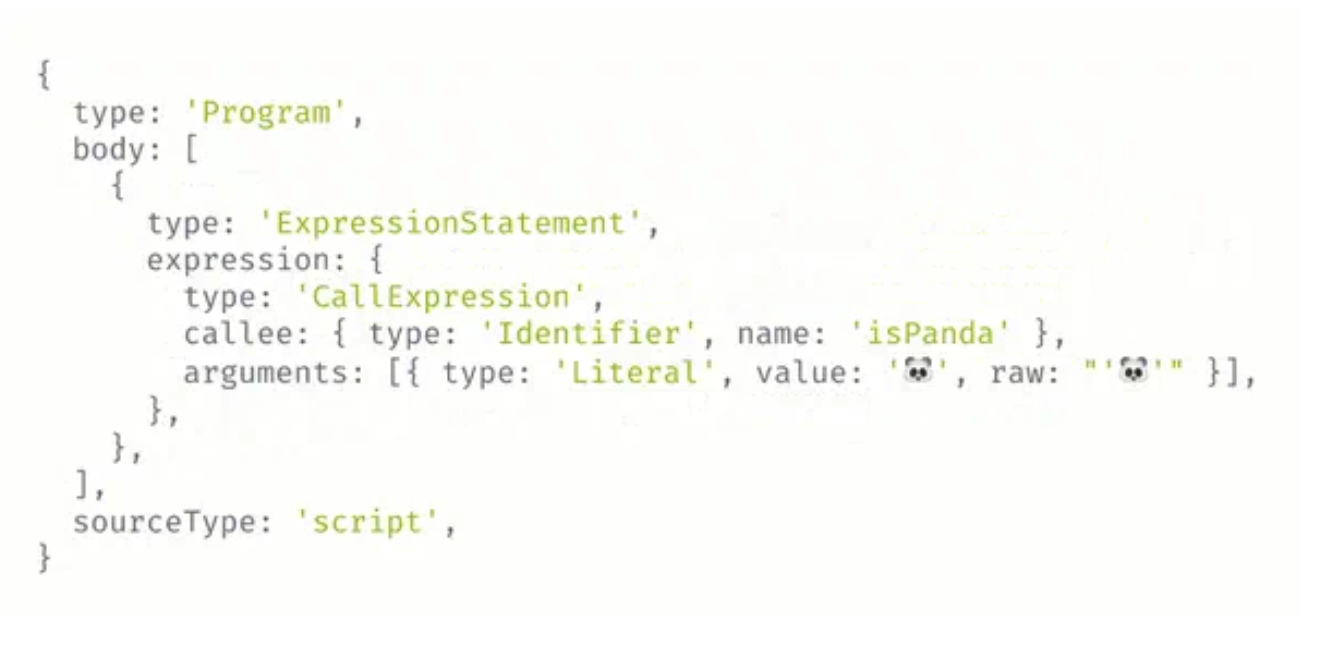 {
  type: 'Program',
  body: [
    {
      type: 'ExpressionStatement',
      expression: {
        type: 'CallExpression',
        callee: { type: 'Identifier', name: 'isPanda' },
        arguments: [{ type: 'Literal', value: '🐼', raw: "'🐼'" }],
      },
    },
  ],
  sourceType: 'script',
}